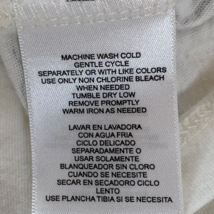 MACHINE WASH COLD
GENTLE CYCLE
SEPARATELY OR WITH LIKE COLORS
USE ONLY NON CHLORINE BLEACH
WHEN NEEDED
TUMBLE DRY LOW
REMOVE PROMPTLY
WARM IRON AS NEEDED
LAVAR EN LAVADORA
CON AGUA FRIA
CICLO DELICADO
SEPARADAMENTE O
USAR SOLAMENTE
BLANQUEADOR SIN CLORO
CUANDO SE NECESITE
SECAR EN SECADORA CICLO
LENTO
USE PLANCHA TIBIA SI SE NECESITA